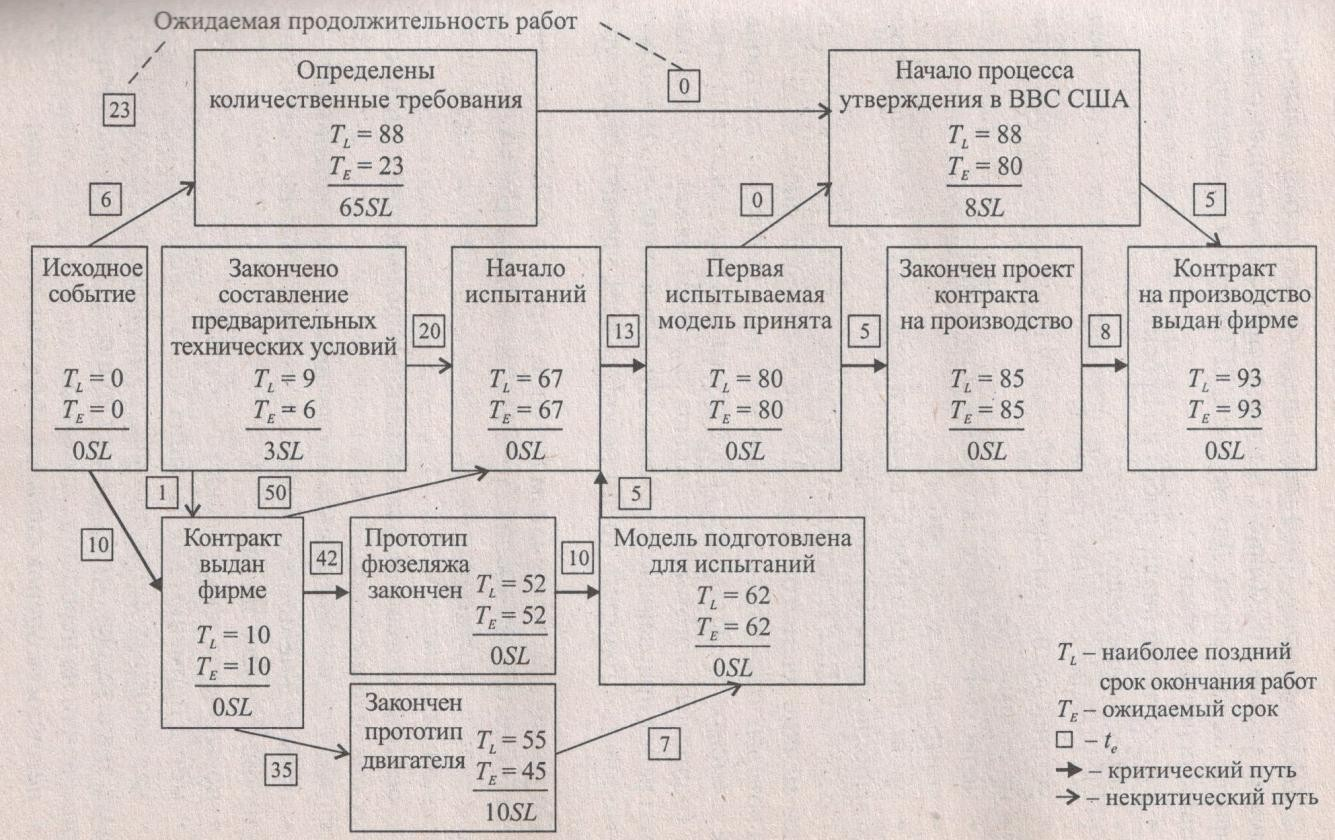 Ожидаемая продолжительность работ
23
0
Определены
количественные требования
T_L = 88
T_E = 23
65SL
Начало процесса
утверждения в ВВС США
T_L = 88
T_E = 80
8SL
6
0
5
Исходное
событие
T_L = 0
T_E = 0
0SL
Закончено
составление
предварительных
технических условий
T_L = 9
T_E = 6
3SL
20
Начало
испытаний
T_L = 67
T_E = 67
0SL
13
Первая
испытываемая
модель принята
T_L = 80
T_E = 80
0SL
5
Закончен проект
контракта
на производство
T_L = 85
T_E = 85
0SL
8
Контракт
на производство
выдан фирме
T_L = 93
T_E = 93
0SL
1
50
5
10
Контракт
выдан
фирме
T_L = 10
T_E = 10
0SL
42
Прототип
фюзеляжа
закончен
T_L = 52
T_E = 52
0SL
10
Модель подготовлена
для испытаний
T_L = 62
T_E = 62
0SL
35
Закончен
прототип
двигателя
T_L = 55
T_E = 45
10SL
7
T_L – наиболее поздний
срок окончания работ
T_E – ожидаемый срок
– t_e
– критический путь
– некритический путь